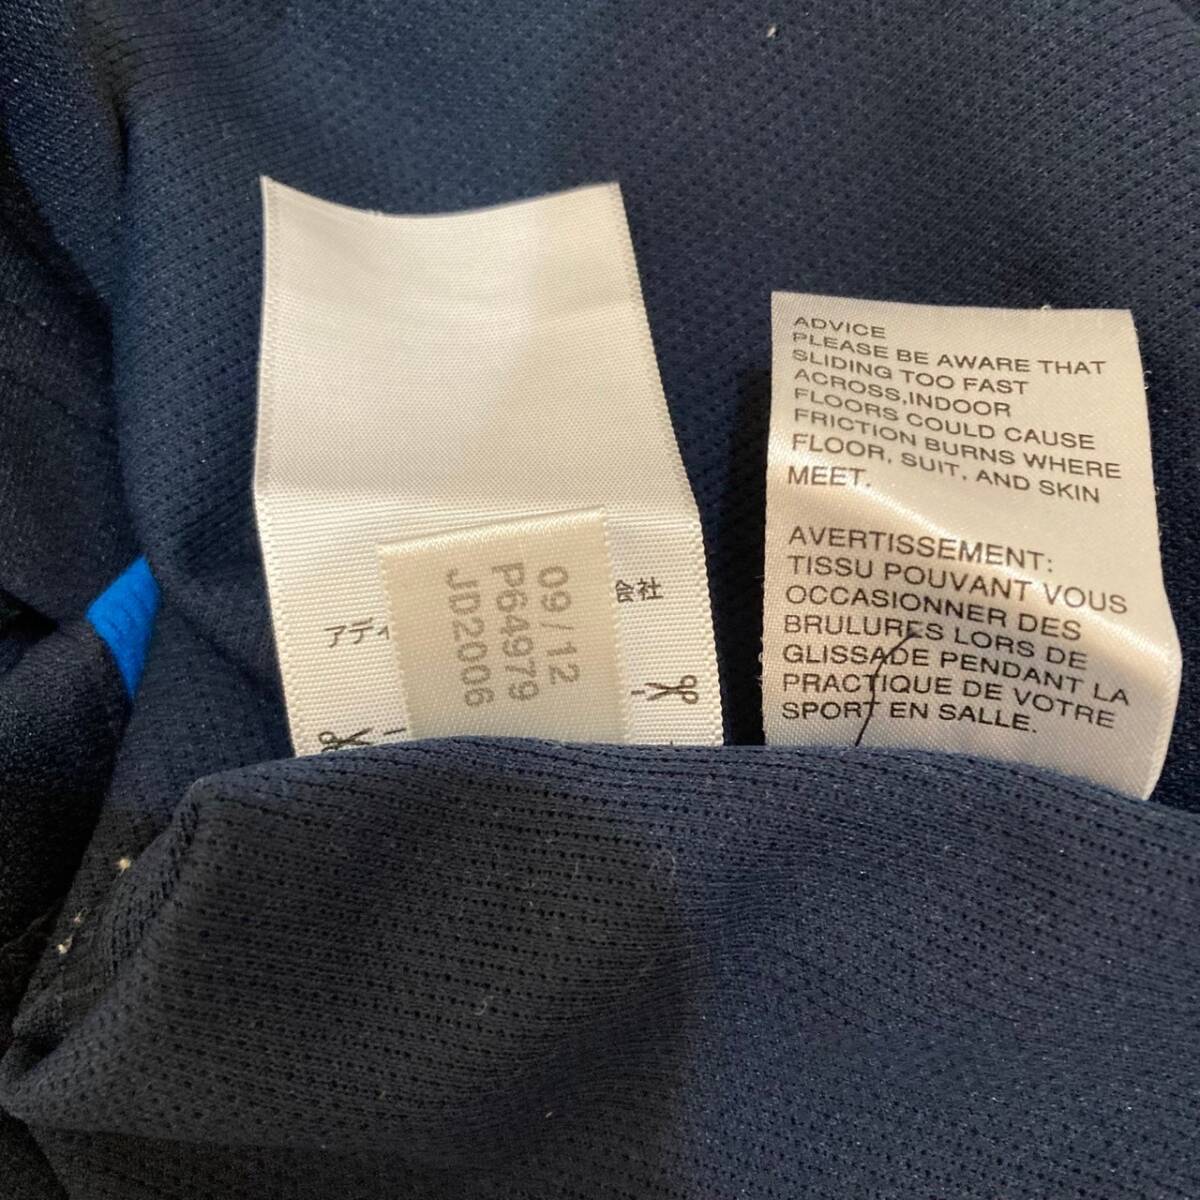 アディ
会社
09/12
P64979
JD2006
ADVICE
PLEASE BE AWARE THAT
SLIDING TOO FAST
ACROSS,INDOOR
FLOORS COULD CAUSE
FRICTION BURNS WHERE
FLOOR, SUIT, AND SKIN
MEET.
AVERTISSEMENT:
TISSU POUVANT VOUS
OCCASIONNER DES
BRULURES LORS DE
GLISSADE PENDANT LA
PRACTIQUE DE VOTRE
SPORT EN SALLE.